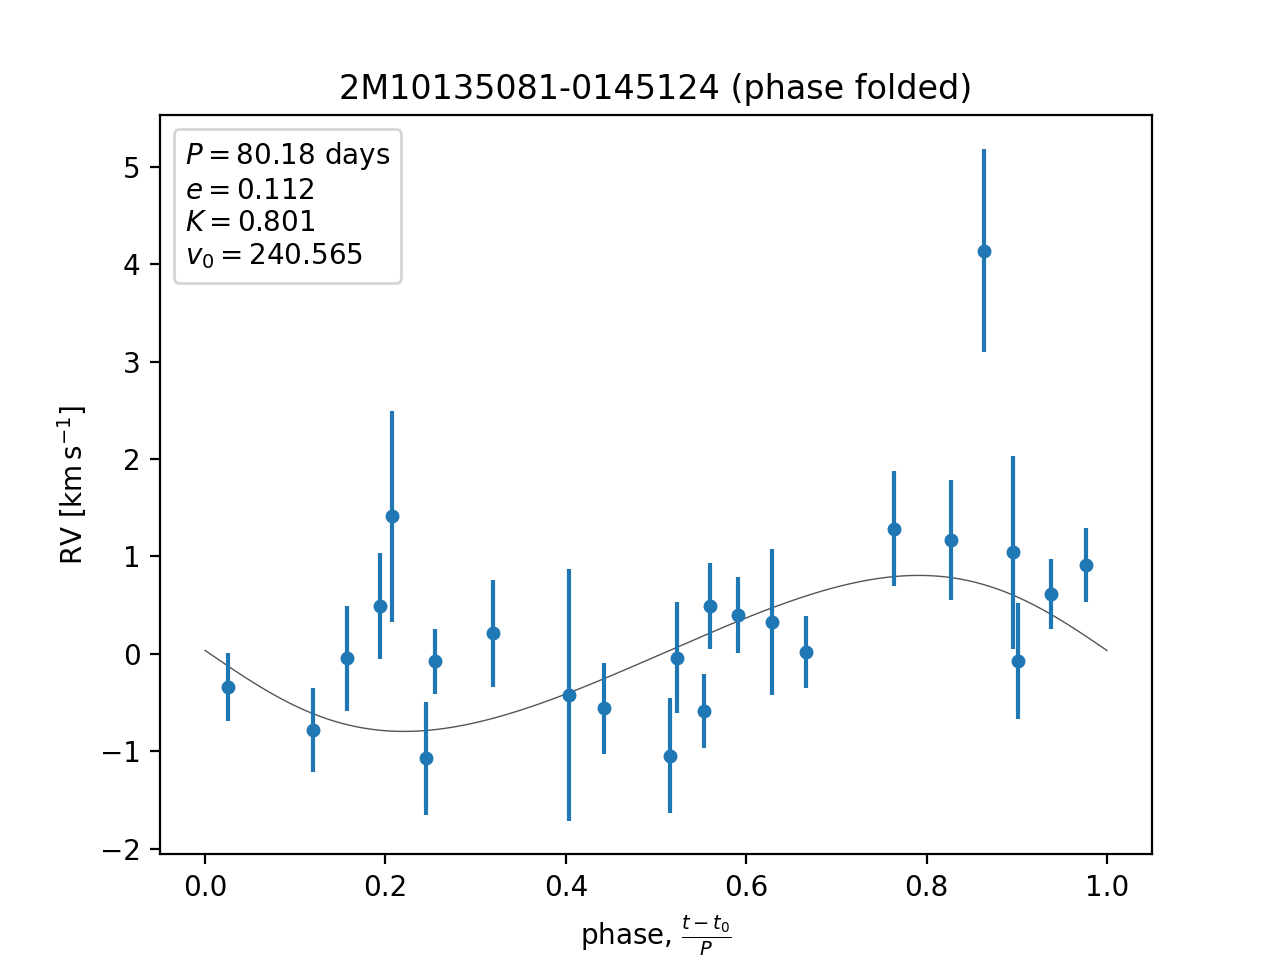 2M10135081-0145124 (phase folded)
P = 80.18 days
e = 0.112
K = 0.801
v₀ = 240.565
RV [km s⁻¹]
5
4
3
2
1
0
−1
−2
0.0 0.2 0.4 0.6 0.8 1.0
phase, (t − t₀)/P